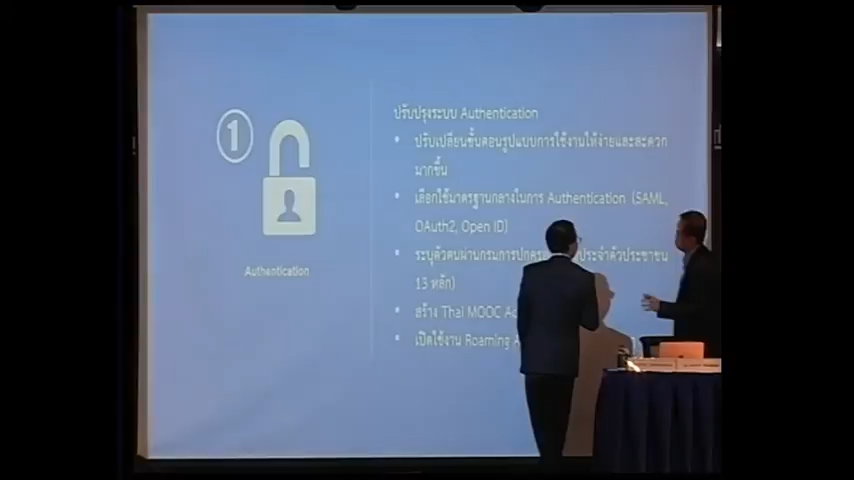 1
Authentication
ปรับปรุงระบบ Authentication
• ปรับเปลี่ยนขั้นตอนรูปแบบการใช้งานให้ง่ายและสะดวก
มากขึ้น
• เลือกใช้มาตรฐานกลางในการ Authentication (SAML,
OAuth2, Open ID)
• ระบุตัวตนผ่านกรมการปกครอง ประจำตัวประชาชน
13 หลัก)
• สร้าง Thai MOOC
• เปิดใช้งาน Roaming